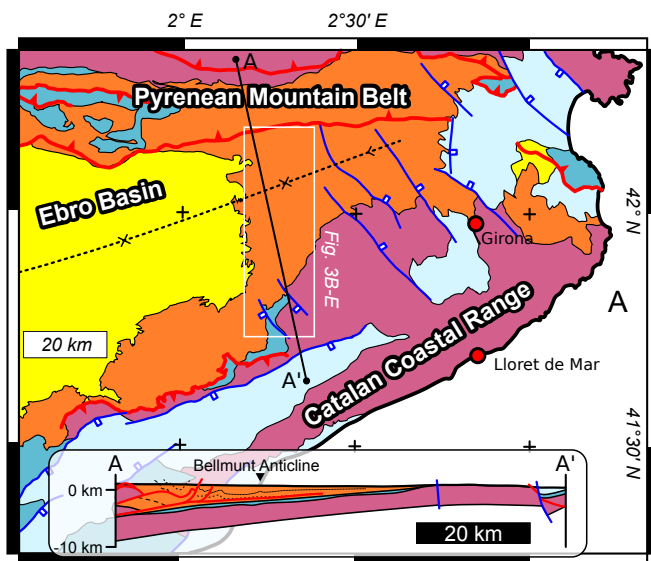 2° E
2°30' E
A
Pyrenean Mountain Belt
Ebro Basin
42° N
Girona
Fig. 3B-E
A
20 km
Catalan Coastal Range
Lloret de Mar
A'
41°30' N
A
Bellmunt Anticline
A'
0 km
20 km
-10 km